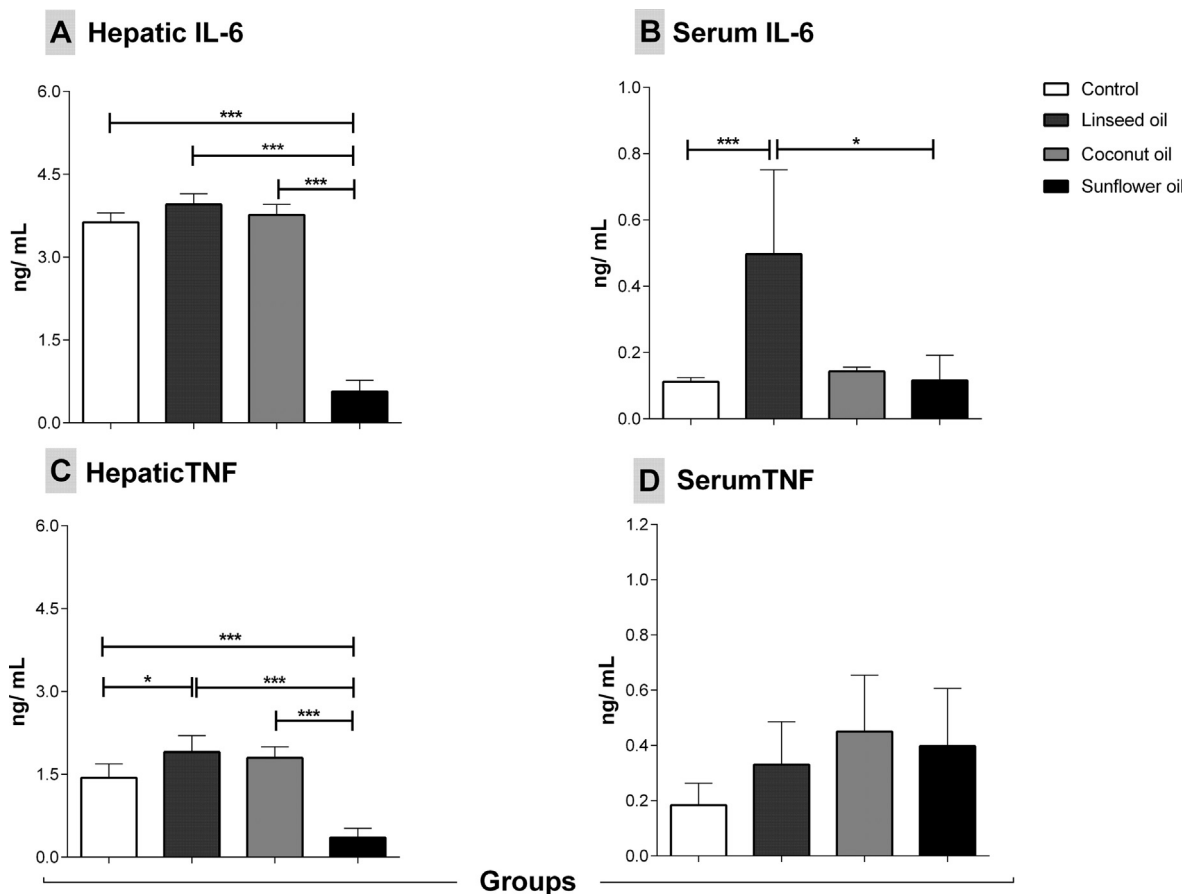 A Hepatic IL-6
ng/ mL
6.0
4.5
3.0
1.5
0.0
***
***
***
B Serum IL-6
ng/ mL
1.0
0.8
0.6
0.4
0.2
0.0
***
*
Control
Linseed oil
Coconut oil
Sunflower oil
C HepaticTNF
ng/ mL
6.0
4.5
3.0
1.5
0.0
***
*
***
***
D SerumTNF
ng/ mL
1.2
1.0
0.8
0.6
0.4
0.2
0.0
Groups